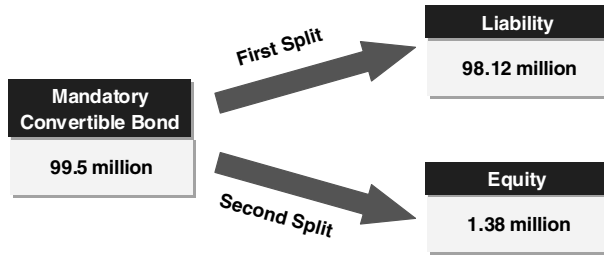 Mandatory
Convertible Bond
99.5 million
First Split
Second Split
Liability
98.12 million
Equity
1.38 million